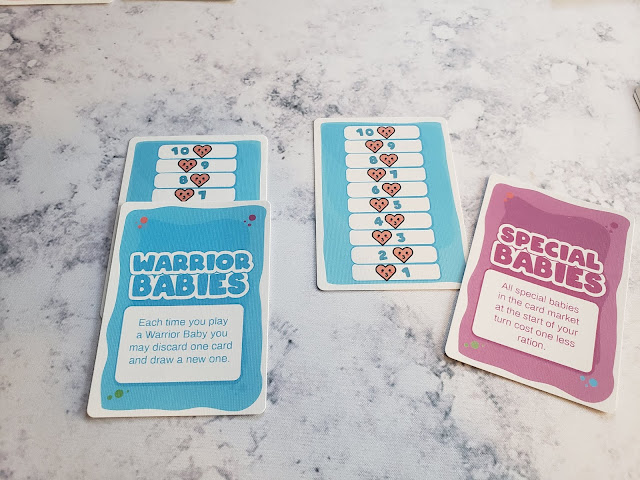 10
9
8
7
WARRIOR
BABIES
Each time you play
a Warrior Baby you
may discard one card
and draw a new one.
10
9
8
7
6
5
4
3
2
1
SPECIAL
BABIES
All special babies
in the card market
at the start of your
turn cost one less
ration.